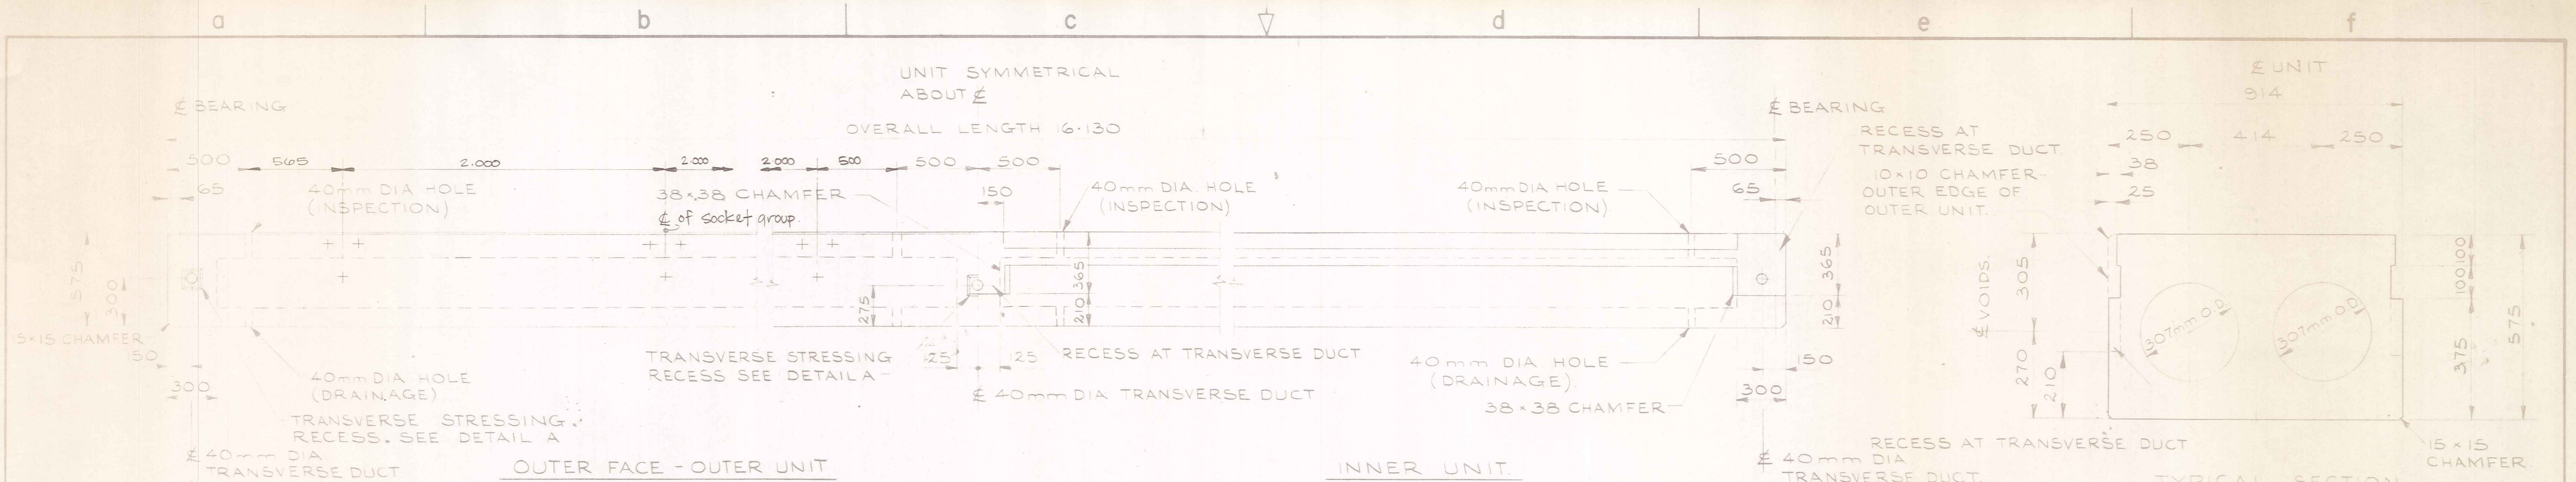 a
b
c
d
e
f
UNIT SYMMETRICAL
ABOUT ℄
OVERALL LENGTH 16·130
℄ BEARING
500
565
2.000
2.000
2.000
500
500
500
65
40mm DIA HOLE
(INSPECTION)
38×38 CHAMFER
℄ of socket group.
150
40mm DIA. HOLE
(INSPECTION)
575
300
15×15 CHAMFER
150
300
40mm DIA HOLE
(DRAINAGE)
TRANSVERSE STRESSING
RECESS. SEE DETAIL A
℄ 40mm DIA
TRANSVERSE DUCT
OUTER FACE - OUTER UNIT
275
365
210
TRANSVERSE STRESSING
RECESS SEE DETAIL A
125
125
RECESS AT TRANSVERSE DUCT
℄ 40mm DIA TRANSVERSE DUCT
40mm DIA HOLE
(INSPECTION)
500
65
℄ BEARING
RECESS AT
TRANSVERSE DUCT
10×10 CHAMFER-
OUTER EDGE OF
OUTER UNIT.
365
210
40mm DIA HOLE
(DRAINAGE).
38×38 CHAMFER
150
300
INNER UNIT.
℄ 40mm DIA
TRANSVERSE DUCT.
℄ UNIT
914
250
414
250
38
25
℄ VOIDS.
305
270
210
307mm O.D
307mm O.D
100
100
375
575
RECESS AT TRANSVERSE DUCT
15×15
CHAMFER
TYPICAL SECTION